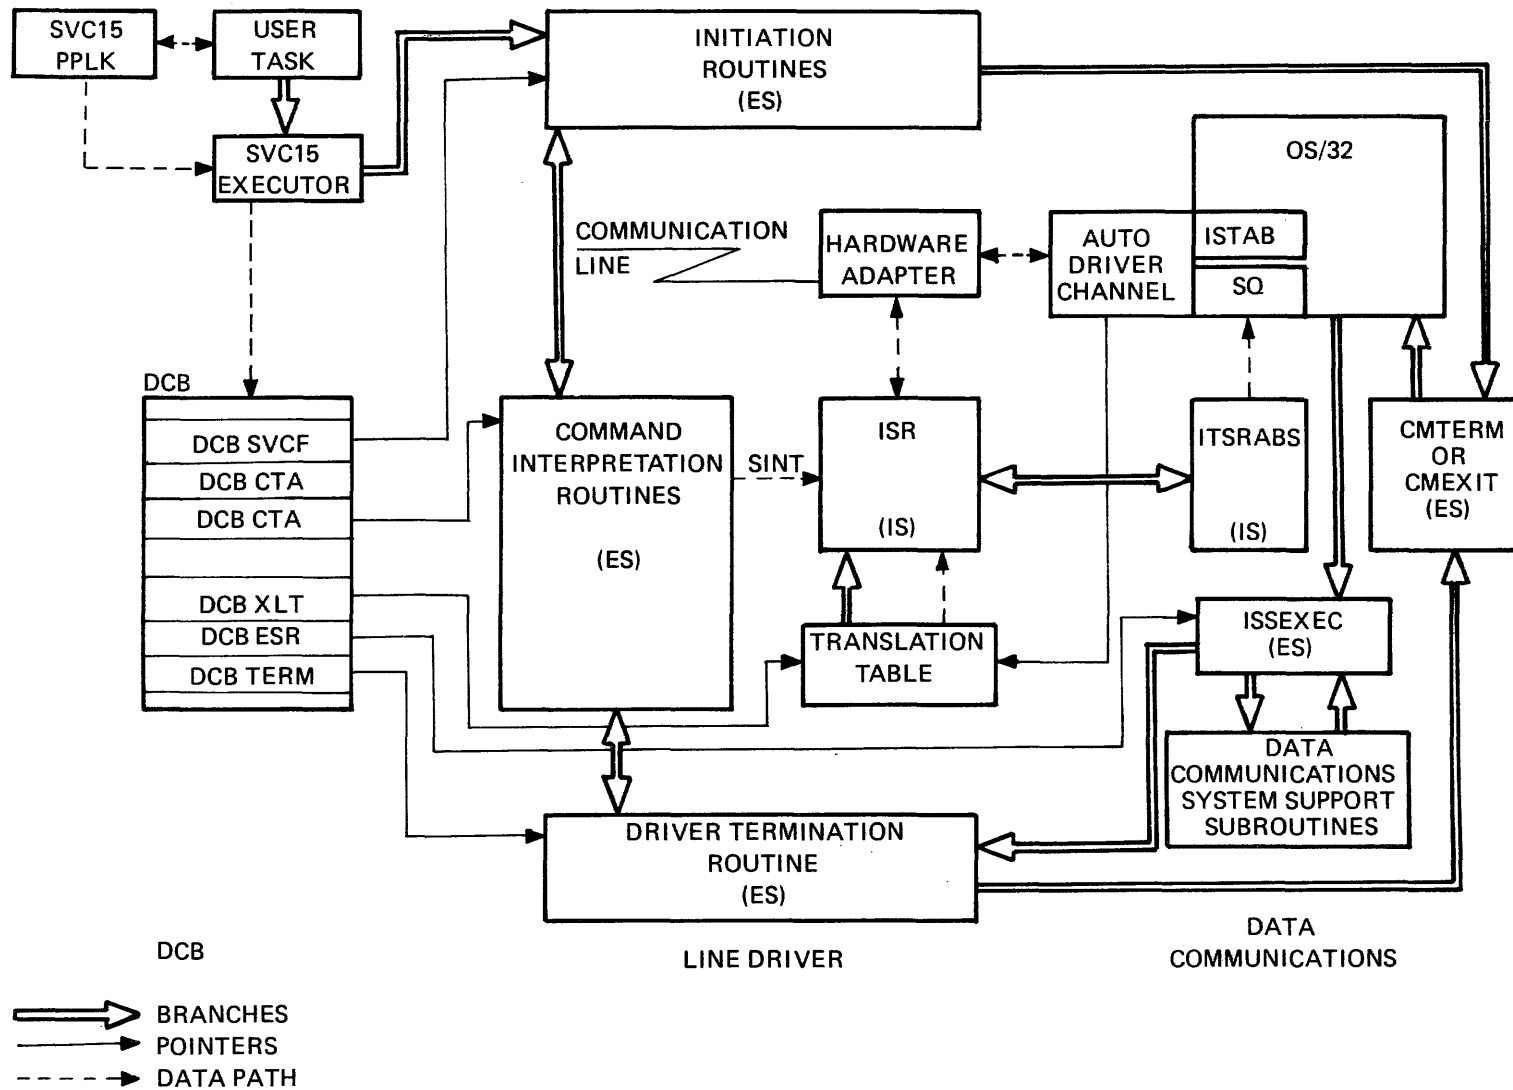 SVC15
PPLK
USER
TASK
INITIATION
ROUTINES
(ES)
SVC15
EXECUTOR
OS/32
COMMUNICATION
LINE
HARDWARE
ADAPTER
AUTO
DRIVER
CHANNEL
ISTAB
SQ
DCB
DCB SVCF
DCB CTA
DCB CTA
DCB XLT
DCB ESR
DCB TERM
COMMAND
INTERPRETATION
ROUTINES
(ES)
SINT
ISR
(IS)
ITSRABS
(IS)
CMTERM
OR
CMEXIT
(ES)
TRANSLATION
TABLE
ISSEXEC
(ES)
DATA
COMMUNICATIONS
SYSTEM SUPPORT
SUBROUTINES
DRIVER TERMINATION
ROUTINE
(ES)
DCB
LINE DRIVER
DATA
COMMUNICATIONS
BRANCHES
POINTERS
DATA PATH